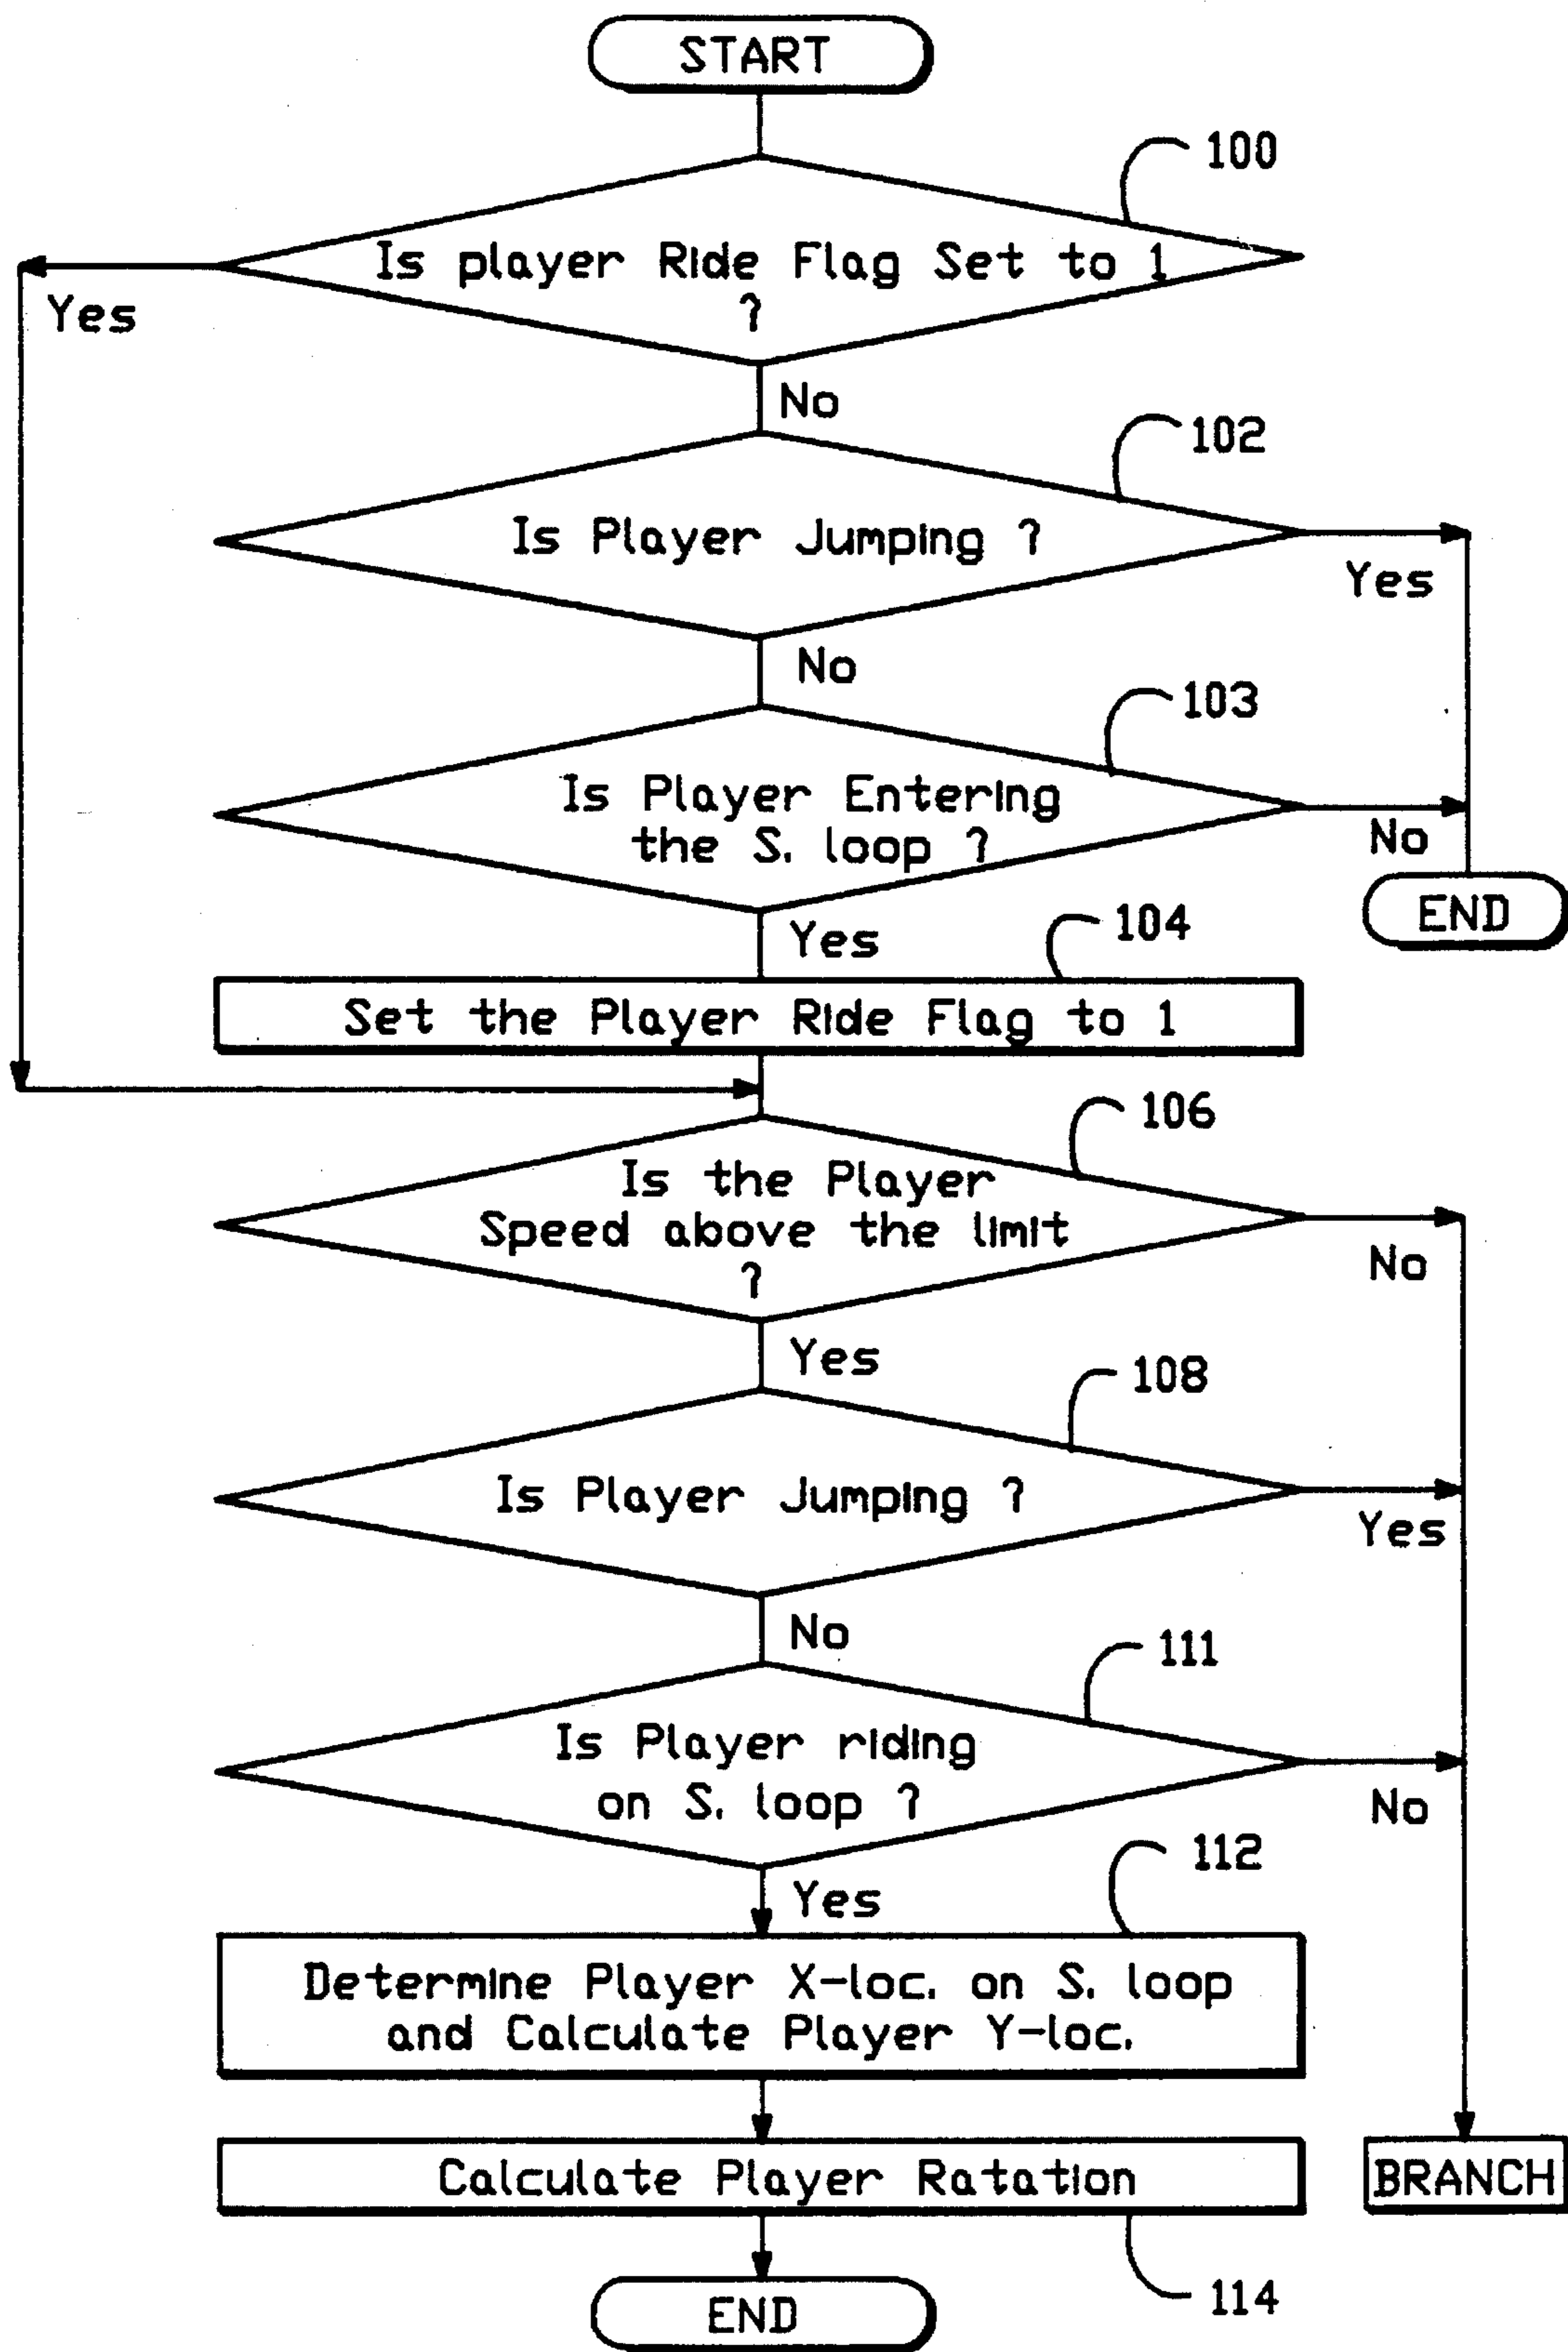 START
100
Is player Ride Flag Set to 1
?
Yes
No
102
Is Player Jumping ?
Yes
No
103
Is Player Entering
the S. loop ?
No
END
Yes
104
Set the Player Ride Flag to 1
106
Is the Player
Speed above the limit
?
No
Yes
108
Is Player Jumping ?
Yes
No
111
Is Player riding
on S. loop ?
No
Yes
112
Determine Player X-loc. on S. loop
and Calculate Player Y-loc.
Calculate Player Ratation
BRANCH
114
END